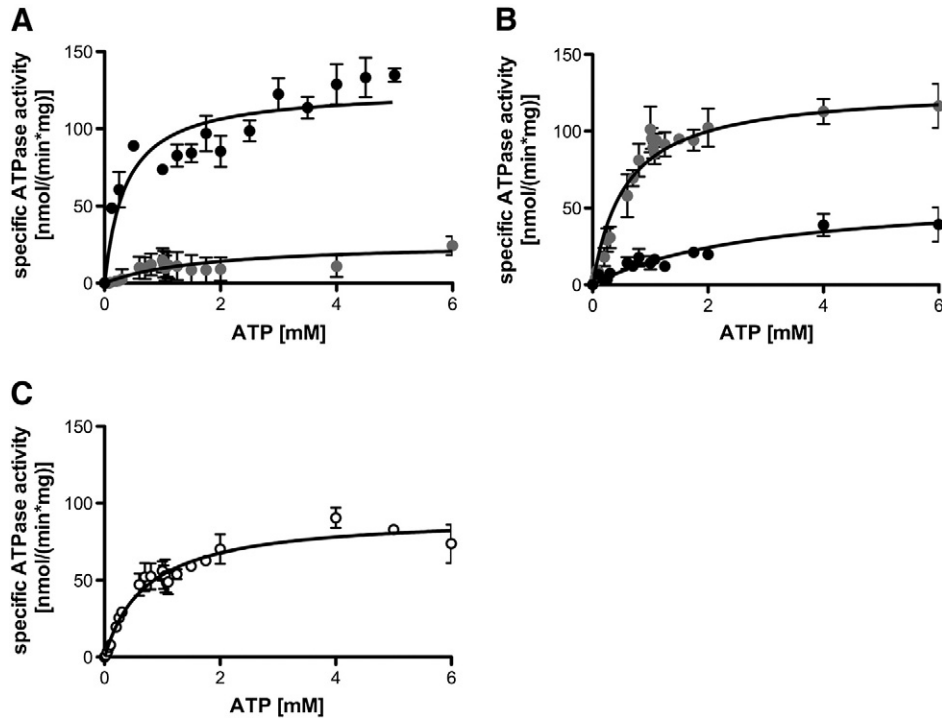 A
specific ATPase activity
[nmol/(min*mg)]
150
100
50
0
0
2
4
6
ATP [mM]
B
specific ATPase activity
[nmol/(min*mg)]
150
100
50
0
0
2
4
6
ATP [mM]
C
specific ATPase activity
[nmol/(min*mg)]
150
100
50
0
0
2
4
6
ATP [mM]